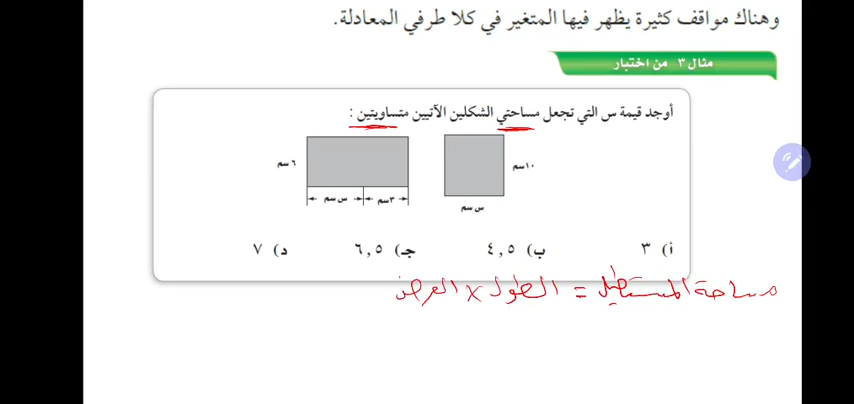 وهناك مواقف كثيرة يظهر فيها المتغير في كلا طرفي المعادلة.
مثال ٣ من اختبار
أوجد قيمة س التي تجعل مساحتي الشكلين الآتيين متساويتين :
١٠ سم
س سم
٦ سم
٣ سم
س سم
أ) ٣
ب) ٤,٥
جـ) ٦,٥
د) ٧
مساحة المستطيل = الطول × العرض